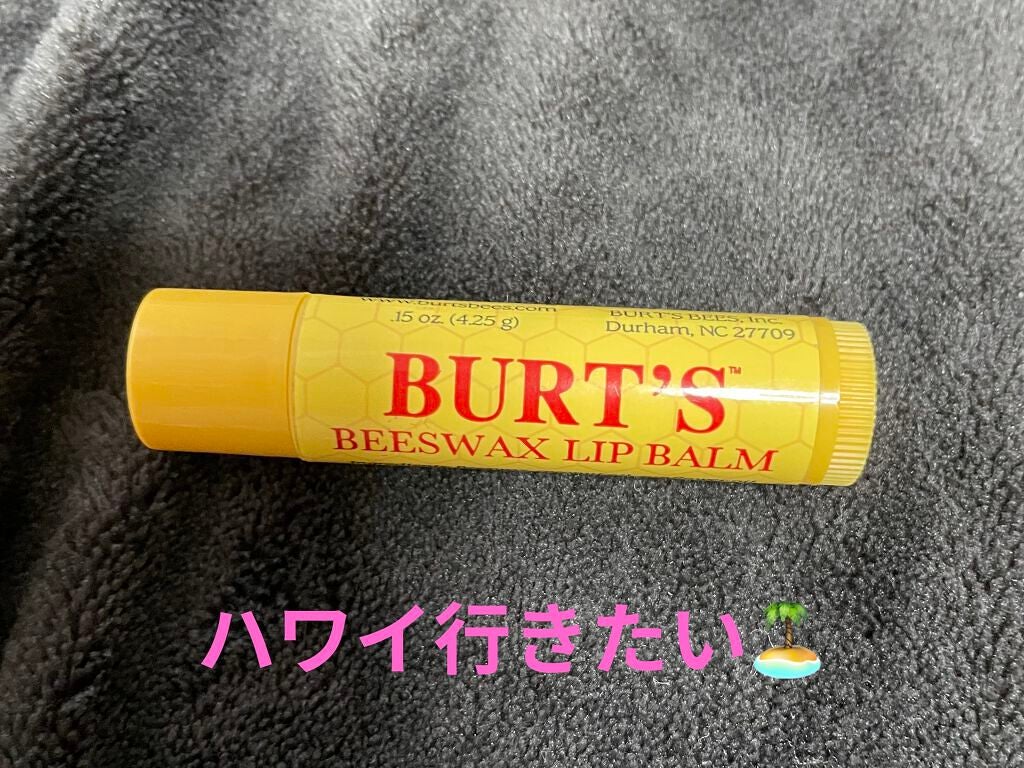 www.burtsbees.com
.15 oz. (4.25 g)
BURT'S BEES, Inc.
Durham, NC 27709
BURT'S™
BEESWAX LIP BALM
ハワイ行きたい🏝